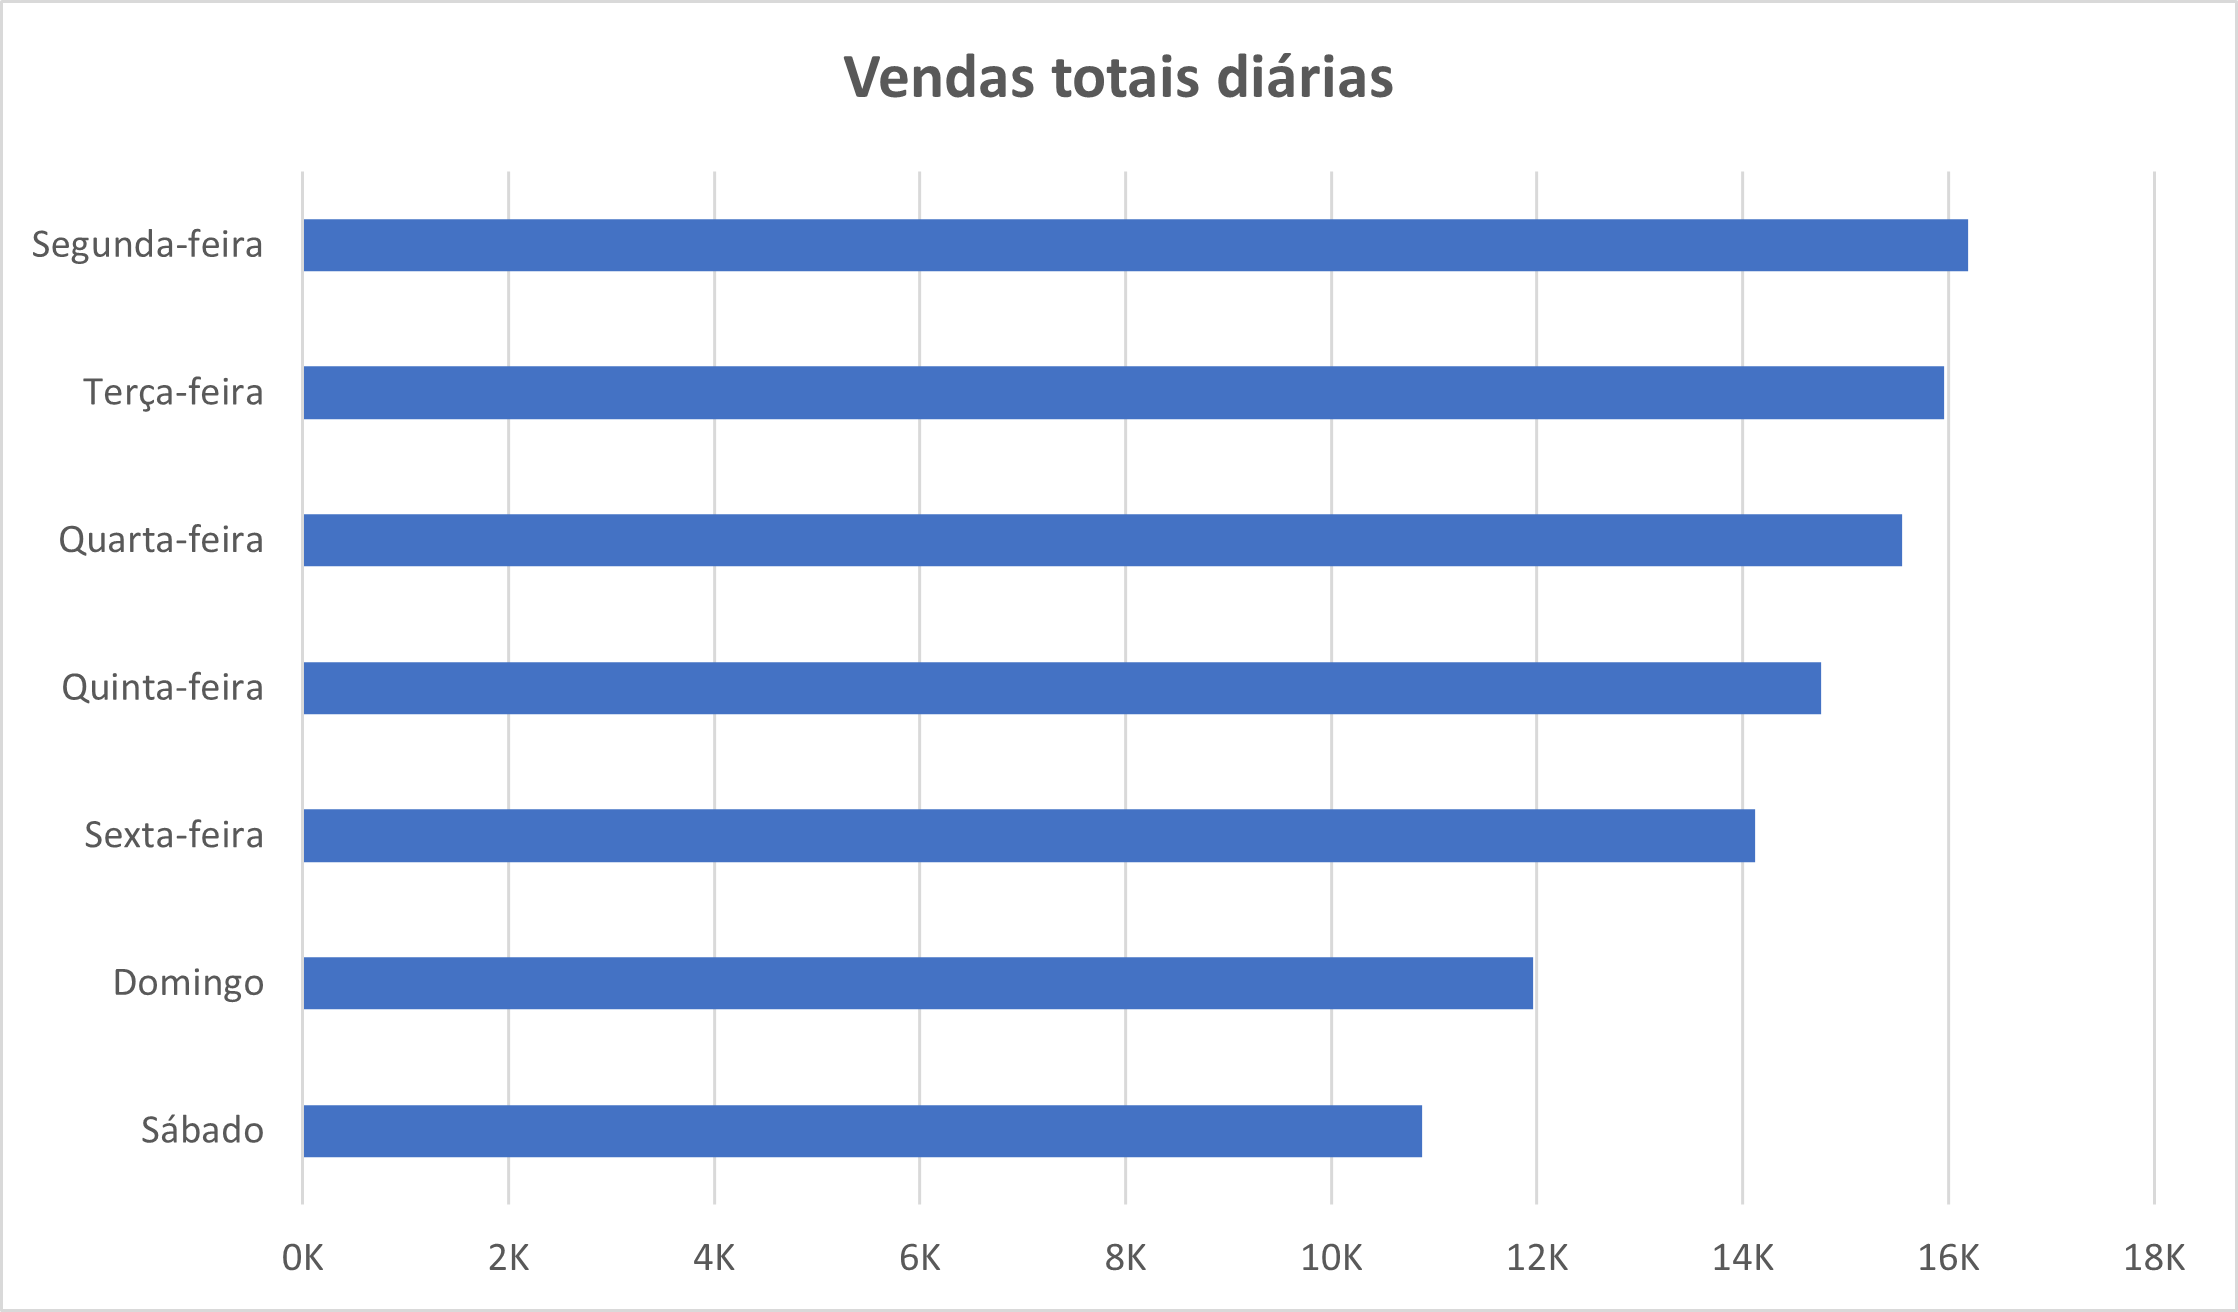 Vendas totais diárias
Segunda-feira
Terça-feira
Quarta-feira
Quinta-feira
Sexta-feira
Domingo
Sábado
0K 2K 4K 6K 8K 10K 12K 14K 16K 18K